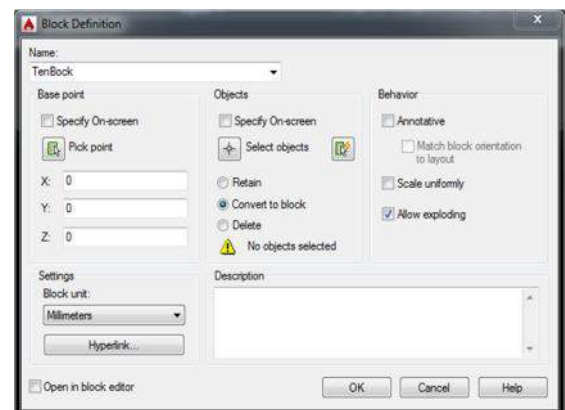 Block Definition
Name:
TenBock
Base point
Specify On-screen
Pick point
X: 0
Y: 0
Z: 0
Objects
Specify On-screen
Select objects
Retain
Convert to block
Delete
No objects selected
Behavior
Annotative
Match block orientation
to layout
Scale uniformly
Allow exploding
Settings
Block unit:
Millimeters
Hyperlink...
Description
Open in block editor
OK
Cancel
Help